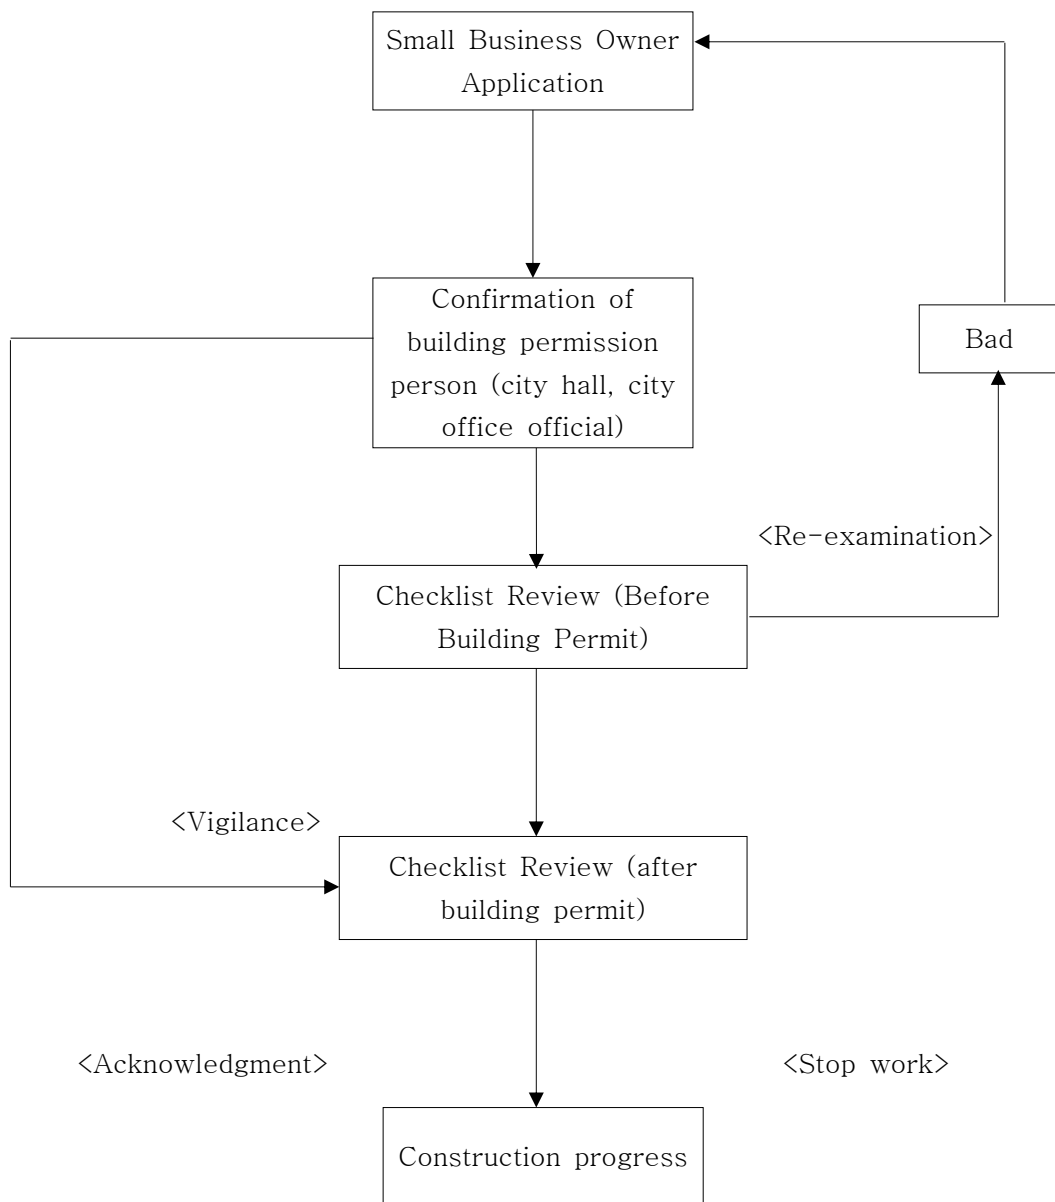 Small Business Owner
Application
Confirmation of
building permission
person (city hall, city
office official)
Bad
<Re-examination>
Checklist Review (Before
Building Permit)
<Vigilance>
Checklist Review (after
building permit)
<Acknowledgment>
<Stop work>
Construction progress